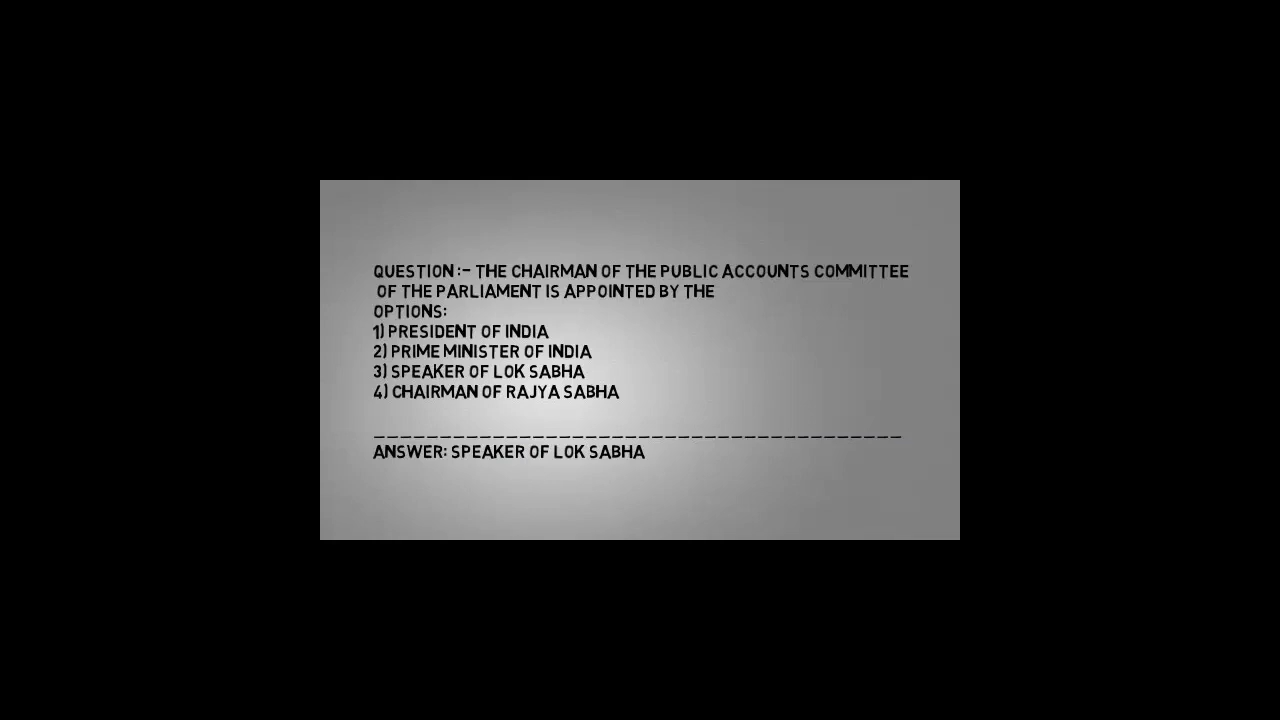 QUESTION :- THE CHAIRMAN OF THE PUBLIC ACCOUNTS COMMITTEE
OF THE PARLIAMENT IS APPOINTED BY THE
OPTIONS:
1) PRESIDENT OF INDIA
2) PRIME MINISTER OF INDIA
3) SPEAKER OF LOK SABHA
4) CHAIRMAN OF RAJYA SABHA
________________________________________
ANSWER: SPEAKER OF LOK SABHA